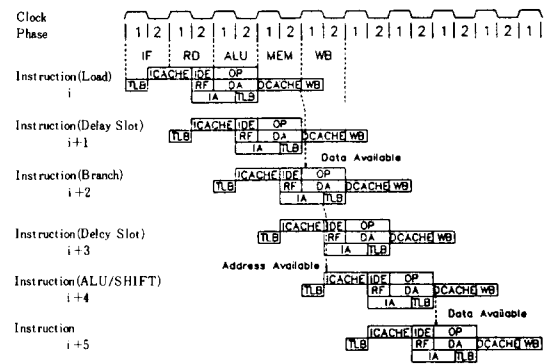 Clock
Phase 1 2 1 2 1 2 1 2 1 2 1 2 1 2 1 2 1 2 1 2
IF RD ALU MEM WB
Instruction(Load)
i
ICACHE IDE OP
TLB RF DA DCACHE WB
IA TLB
Instruction(Delay Slot)
i+1
ICACHE IDE OP
TLB RF DA DCACHE WB
IA TLB
Data Available
Instruction(Branch)
i+2
ICACHE IDE OP
TLB RF DA DCACHE WB
IA TLB
Instruction(Delcy Slot)
i+3
ICACHE IDE OP
TLB RF DA DCACHE WB
IA TLB
Address Available
Instruction(ALU/SHIFT)
i+4
ICACHE IDE OP
TLB RF DA DCACHE WB
IA TLB
Data Available
Instruction
i+5
ICACHE IDE OP
TLB RF DA DCACHE WB
IA TLB